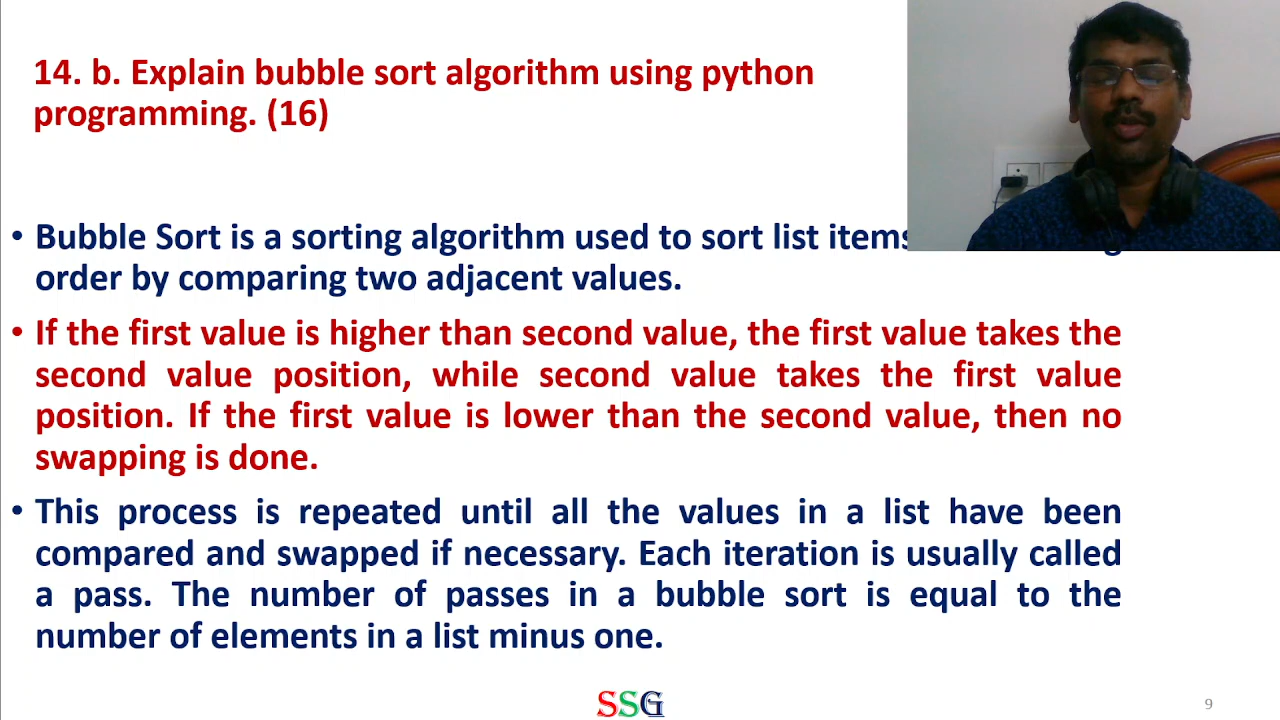 14. b. Explain bubble sort algorithm using python
programming. (16)
• Bubble Sort is a sorting algorithm used to sort list items
order by comparing two adjacent values.
• If the first value is higher than second value, the first value takes the
second value position, while second value takes the first value
position. If the first value is lower than the second value, then no
swapping is done.
• This process is repeated until all the values in a list have been
compared and swapped if necessary. Each iteration is usually called
a pass. The number of passes in a bubble sort is equal to the
number of elements in a list minus one.
SSG
9